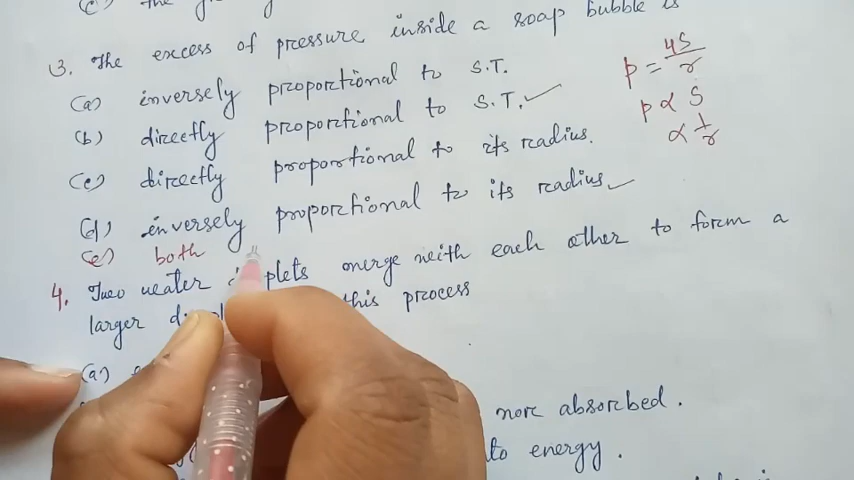 (c) the
3. The excess of pressure inside a soap bubble is
(a) inversely proportional to S.T.
(b) directly proportional to S.T. ✓
(c) directly proportional to its radius.
(d) inversely proportional to its radius ✓
(e) both
p = 4S/r
p ∝ S
∝ 1/r
4. Two water plets merge with each other to form a
larger this process
(a)
nor absorbed.
to energy.